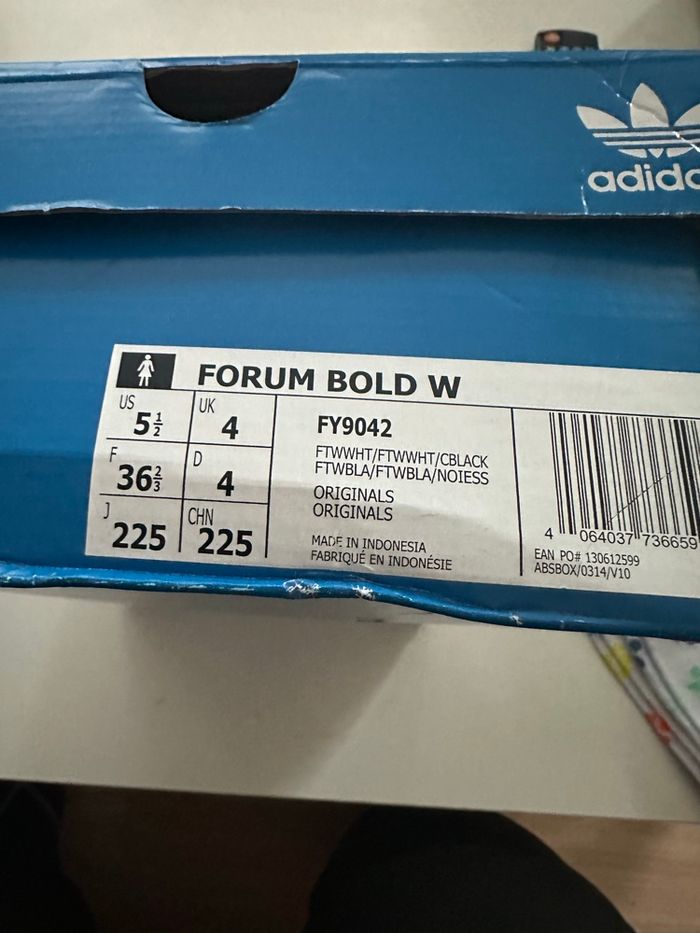 adida
FORUM BOLD W
US 5½
UK 4
F 36⅔
D 4
J 225
CHN 225
FY9042
FTWWHT/FTWWHT/CBLACK
FTWBLA/FTWBLA/NOIESS
ORIGINALS
ORIGINALS
MADE IN INDONESIA
FABRIQUÉ EN INDONÉSIE
4 064037 736659
EAN PO# 130612599
ABSBOX/0314/V10